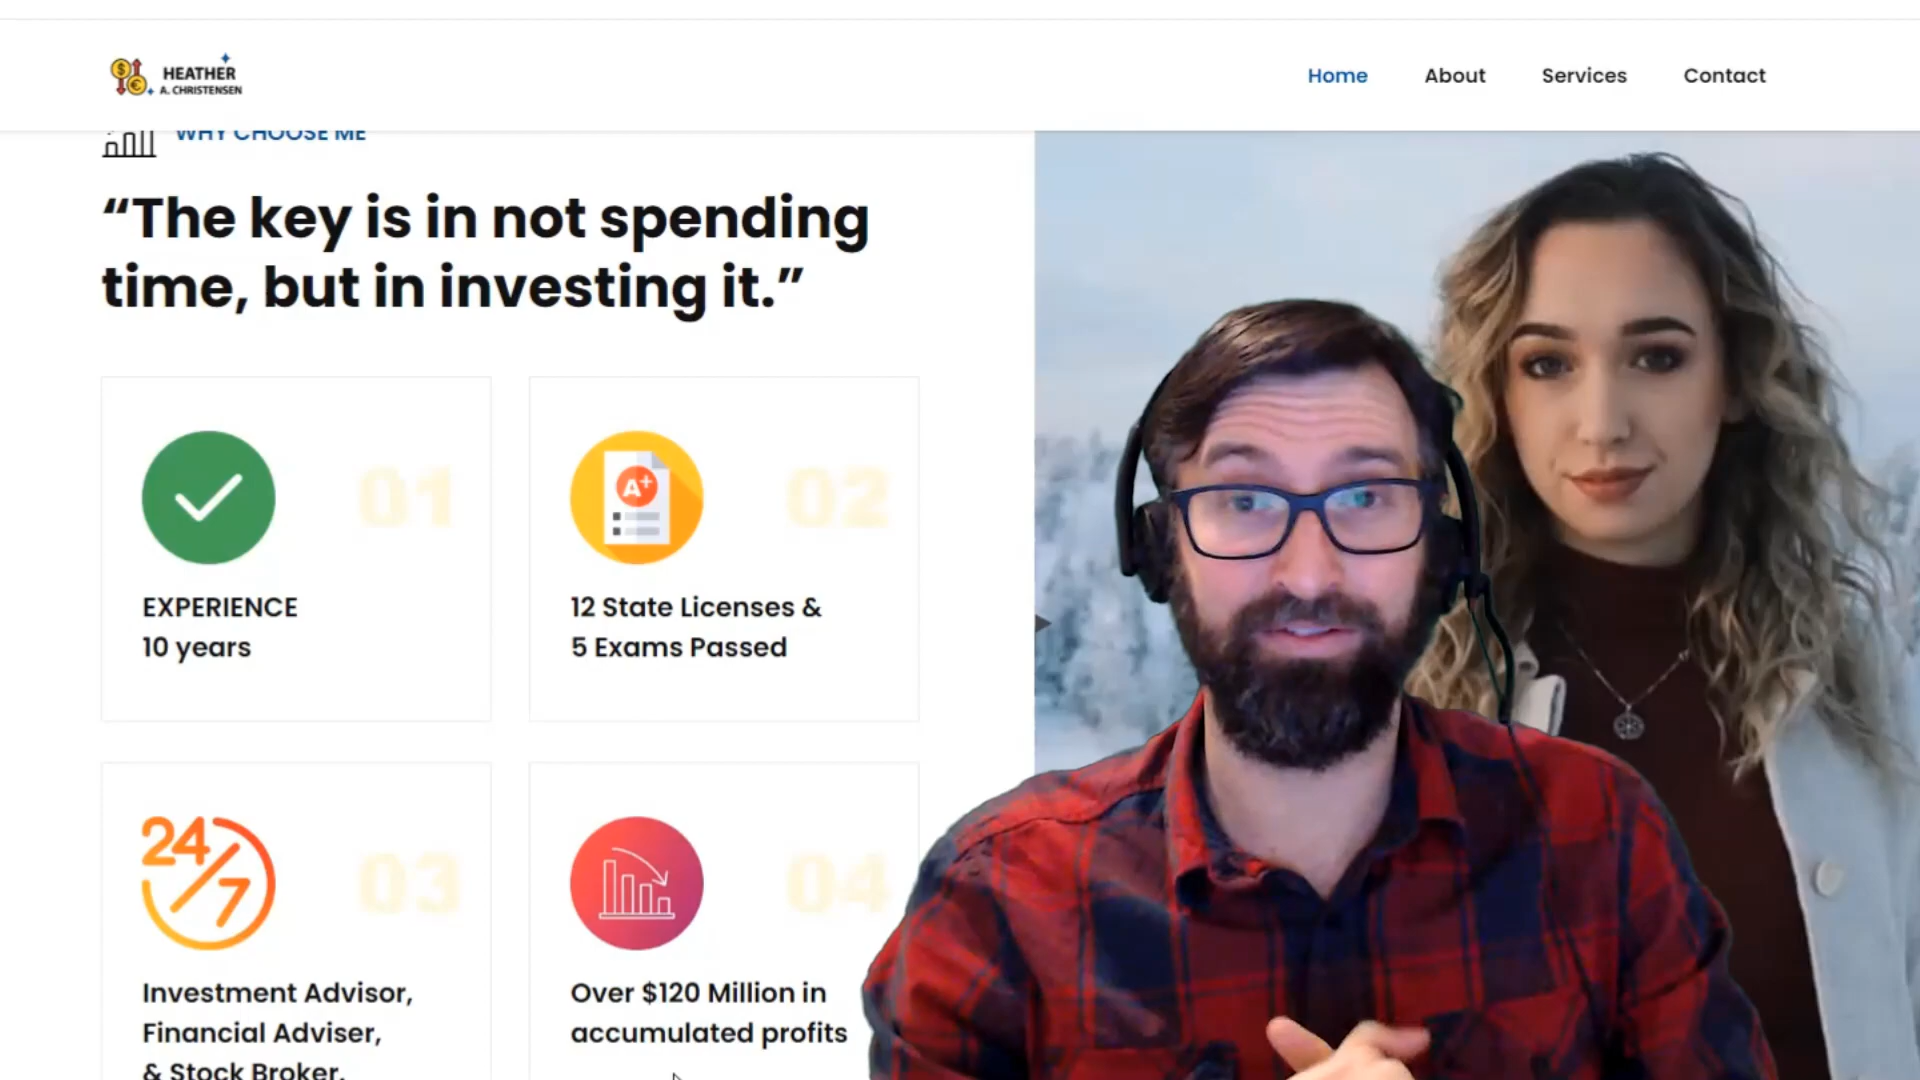 HEATHER
A. CHRISTENSEN
Home
About
Services
Contact
WHY CHOOSE ME
“The key is in not spending
time, but in investing it.”
01
EXPERIENCE
10 years
A+
02
12 State Licenses &
5 Exams Passed
24/7
03
Investment Advisor,
Financial Adviser,
& Stock Broker.
04
Over $120 Million in
accumulated profits